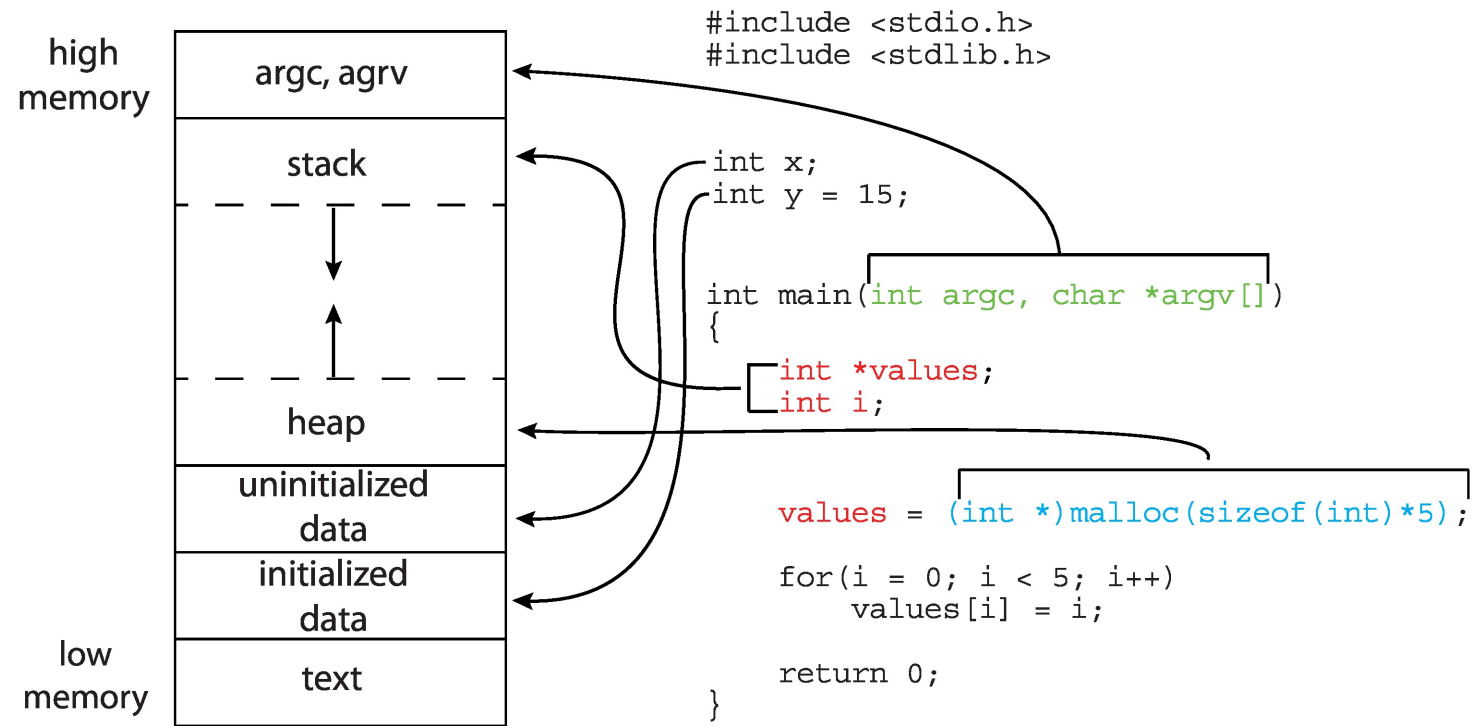 high
memory
argc, agrv
stack
heap
uninitialized
data
initialized
data
low
memory
text
#include <stdio.h>
#include <stdlib.h>
int x;
int y = 15;
int main(int argc, char *argv[])
{
int *values;
int i;
values = (int *)malloc(sizeof(int)*5);
for(i = 0; i < 5; i++)
values[i] = i;
return 0;
}